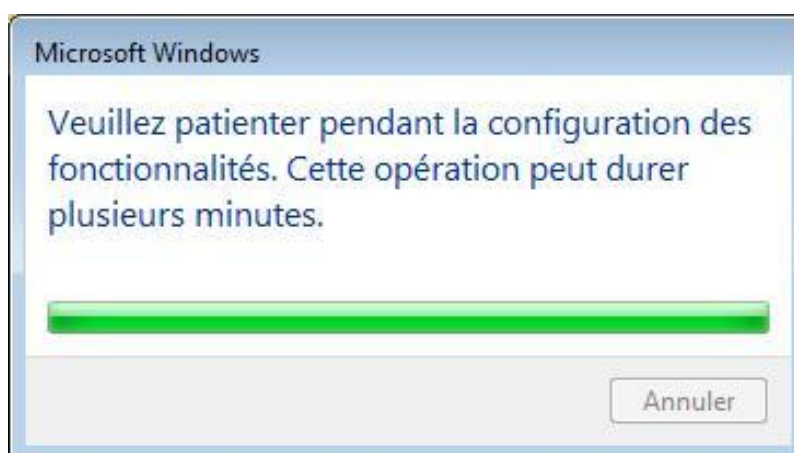 Microsoft Windows
Veuillez patienter pendant la configuration des
fonctionnalités. Cette opération peut durer
plusieurs minutes.
Annuler